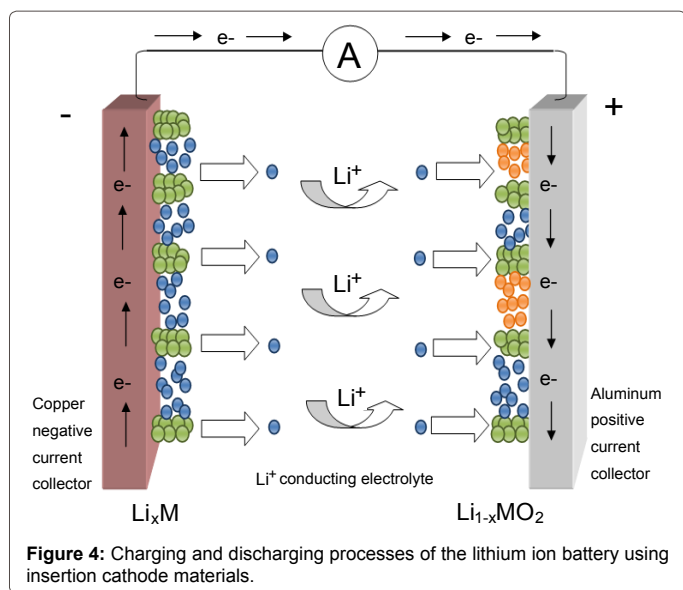 e-
A
e-
-
+
e-
e-
e-
e-
Li⁺
Li⁺
Li⁺
e-
e-
e-
e-
Copper
negative
current
collector
Li⁺ conducting electrolyte
Aluminum
positive
current
collector
LiₓM
Li₁₋ₓMO₂
Figure 4: Charging and discharging processes of the lithium ion battery using
insertion cathode materials.